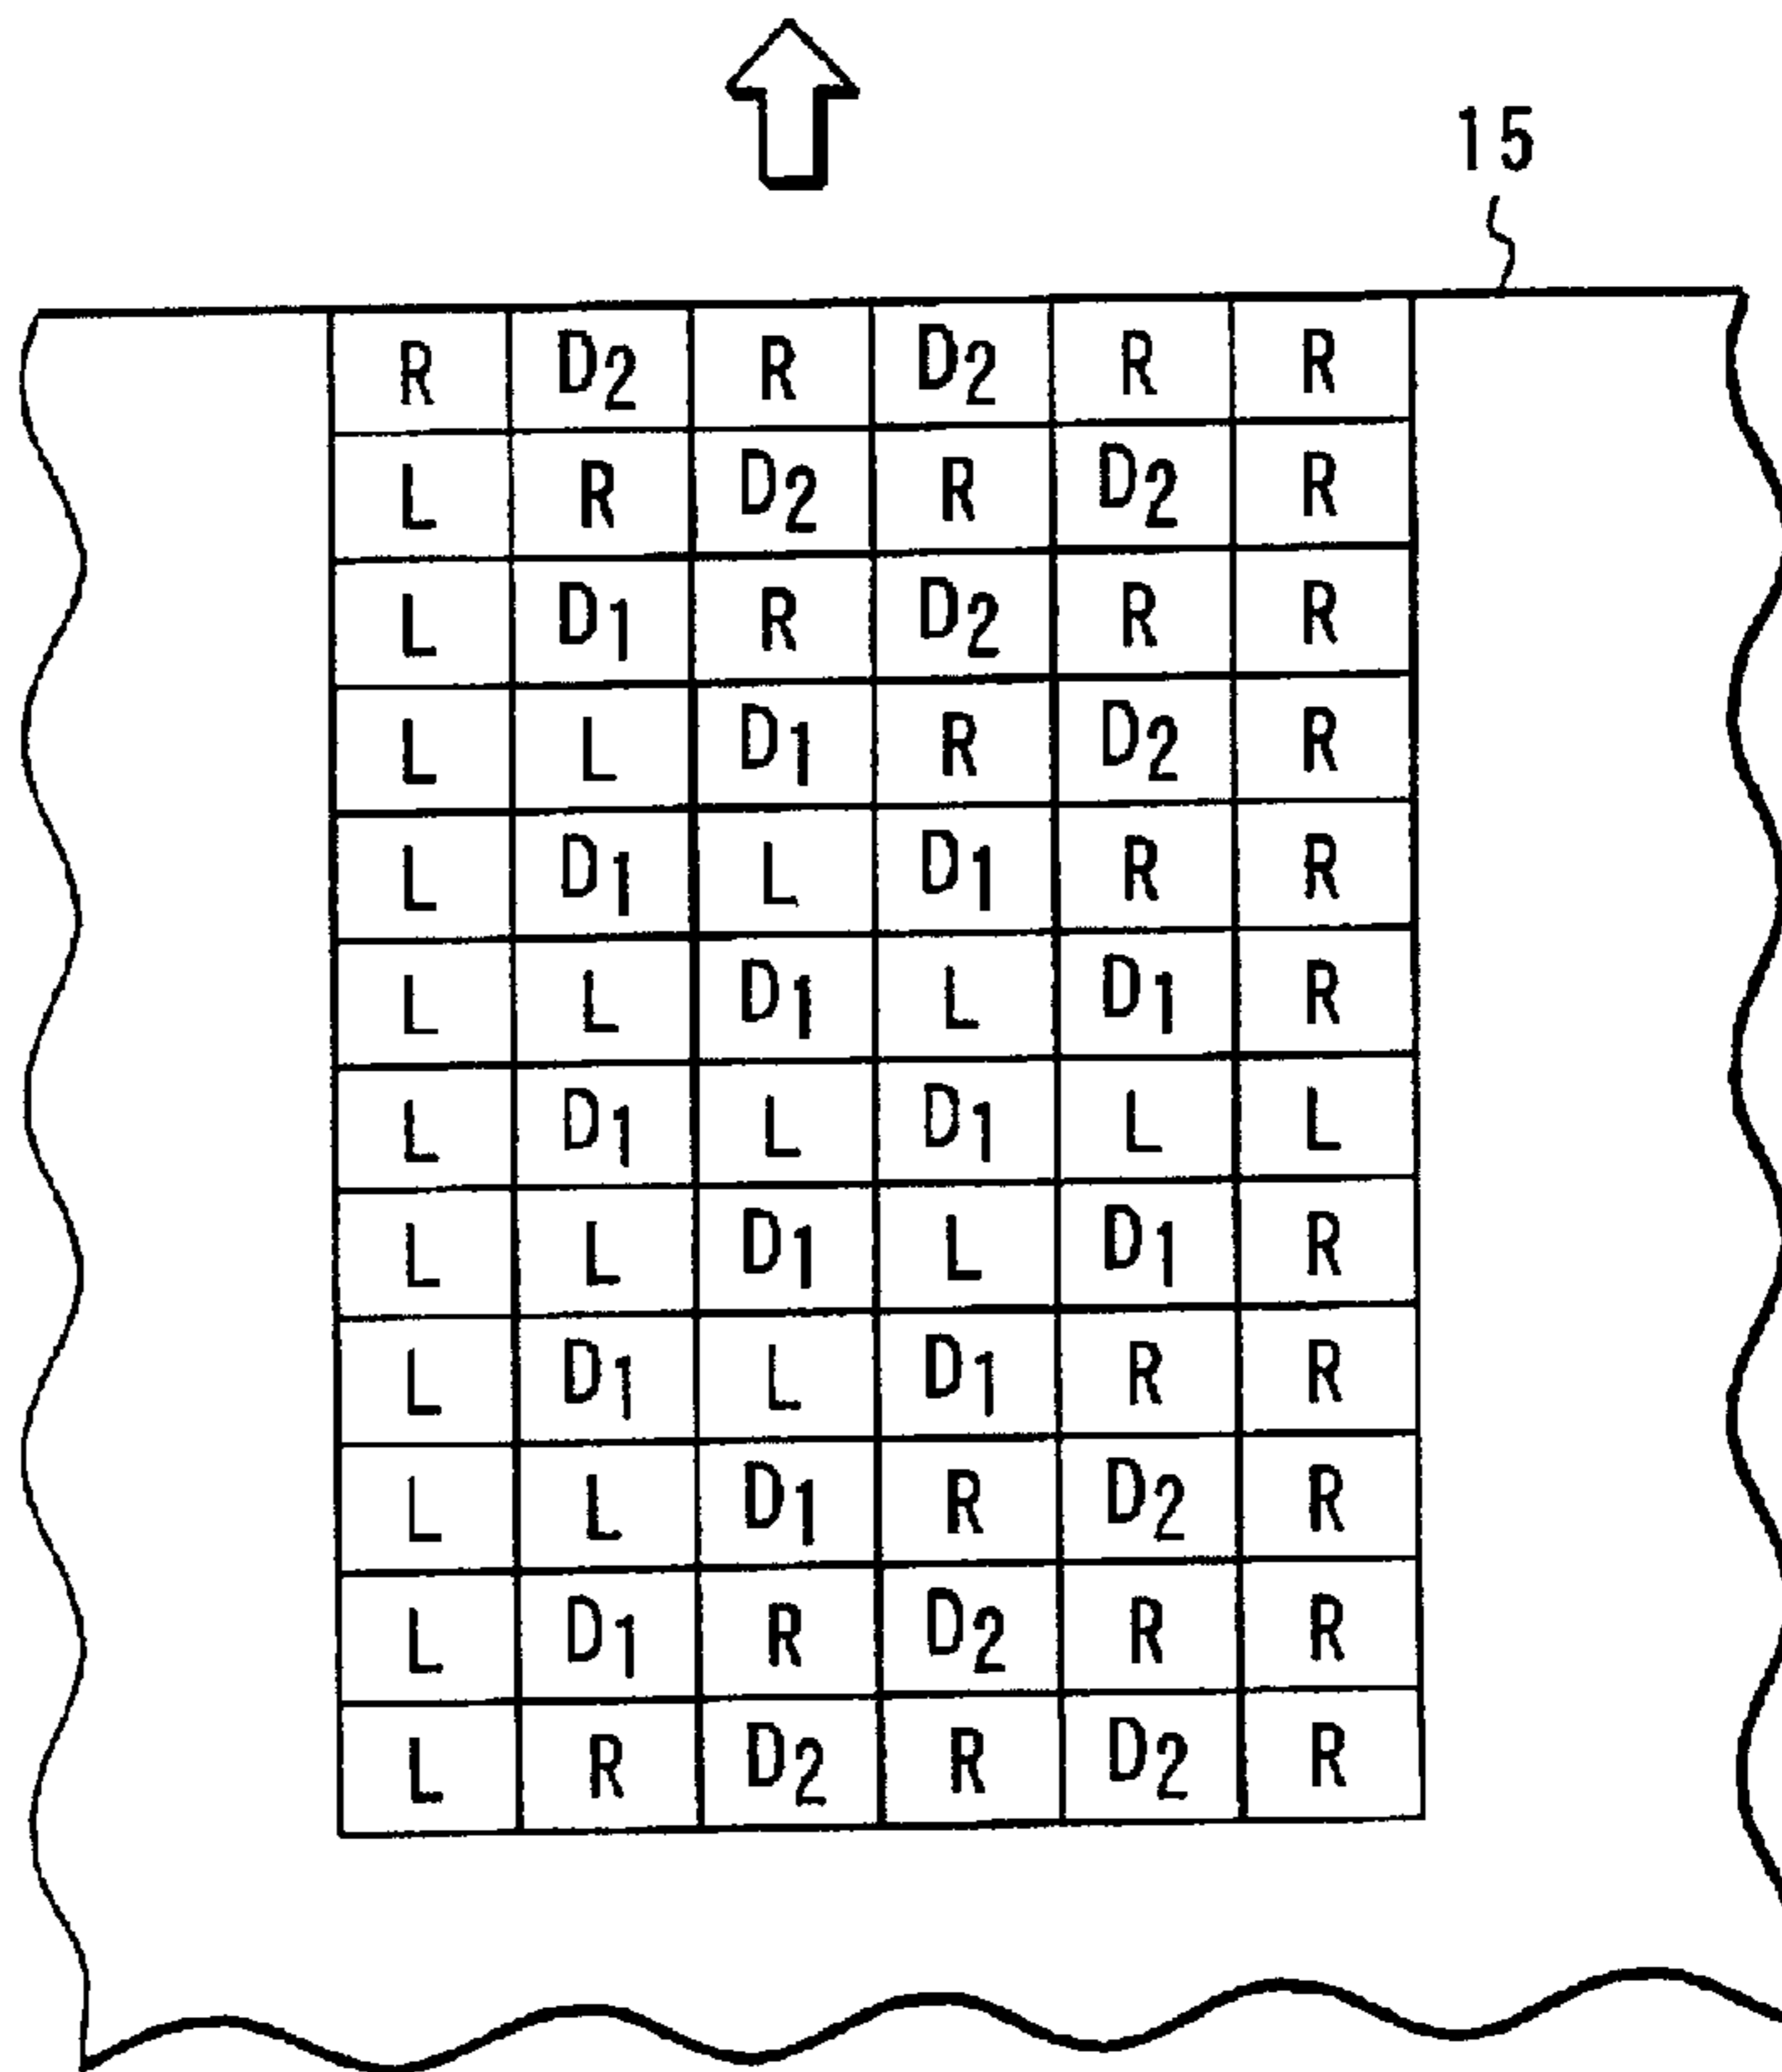 15
R D2 R D2 R R
L R D2 R D2 R
L D1 R D2 R R
L L D1 R D2 R
L D1 L D1 R R
L L D1 L D1 R
L D1 L D1 L L
L L D1 L D1 R
L D1 L D1 R R
L L D1 R D2 R
L D1 R D2 R R
L R D2 R D2 R